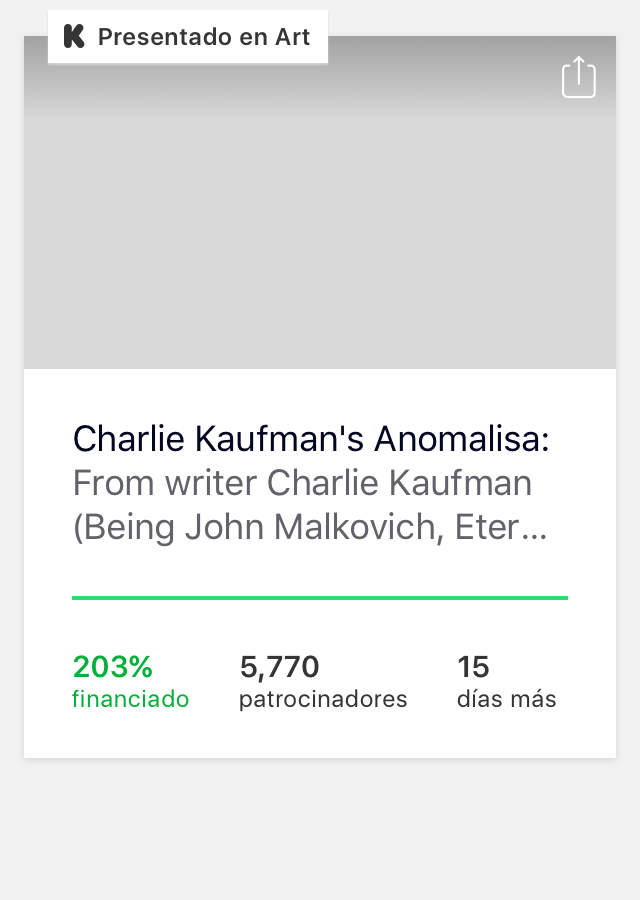 Presentado en Art
Charlie Kaufman's Anomalisa:
From writer Charlie Kaufman
(Being John Malkovich, Eter...
203%
financiado
5,770
patrocinadores
15
días más